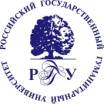 РОССИЙСКИЙ ГОСУДАРСТВЕННЫЙ
ГУМАНИТАРНЫЙ УНИВЕРСИТЕТ
РГГУ